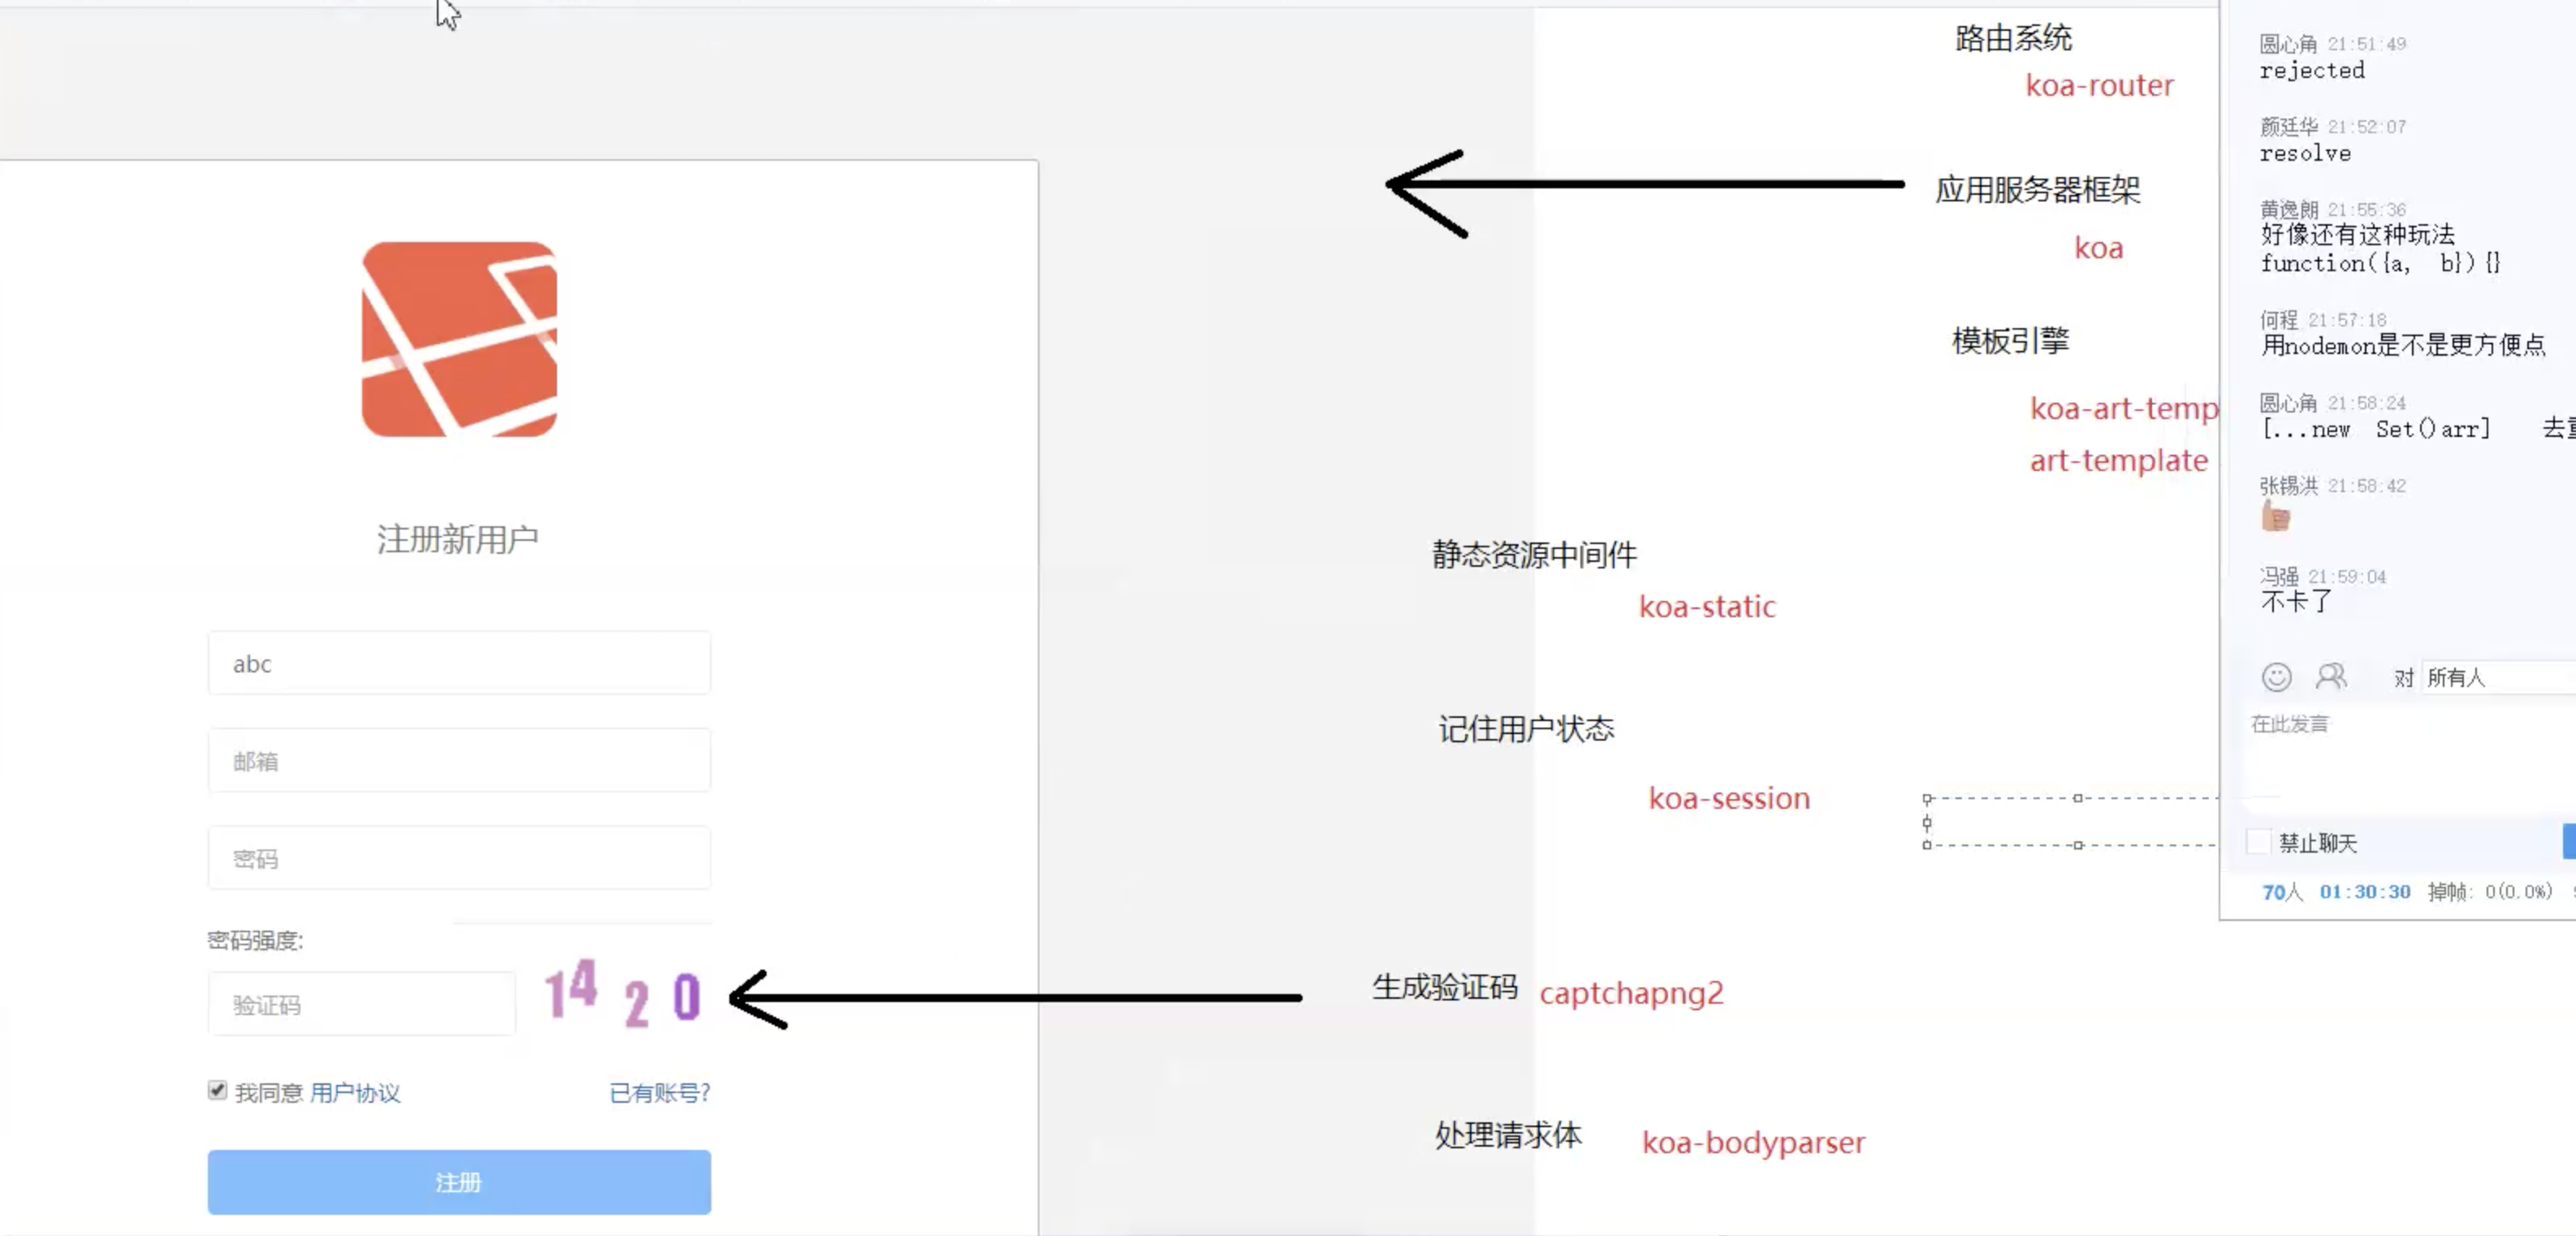 注册新用户
abc
邮箱
密码
密码强度:
验证码
1420
我同意 用户协议
已有账号?
注册
路由系统
koa-router
应用服务器框架
koa
模板引擎
koa-art-temp
art-template
静态资源中间件
koa-static
记住用户状态
koa-session
生成验证码 captchapng2
处理请求体 koa-bodyparser
圆心角 21:51:49
rejected
颜廷华 21:52:07
resolve
黄逸朗 21:55:36
好像还有这种玩法
function({a, b}){}
何程 21:57:18
用nodemon是不是更方便点
圆心角 21:58:24
[...new Set()arr] 去
张锡洪 21:58:42
冯强 21:59:04
不卡了
对 所有人
在此发言
禁止聊天
70人 01:30:30 掉帧: 0(0.0%)